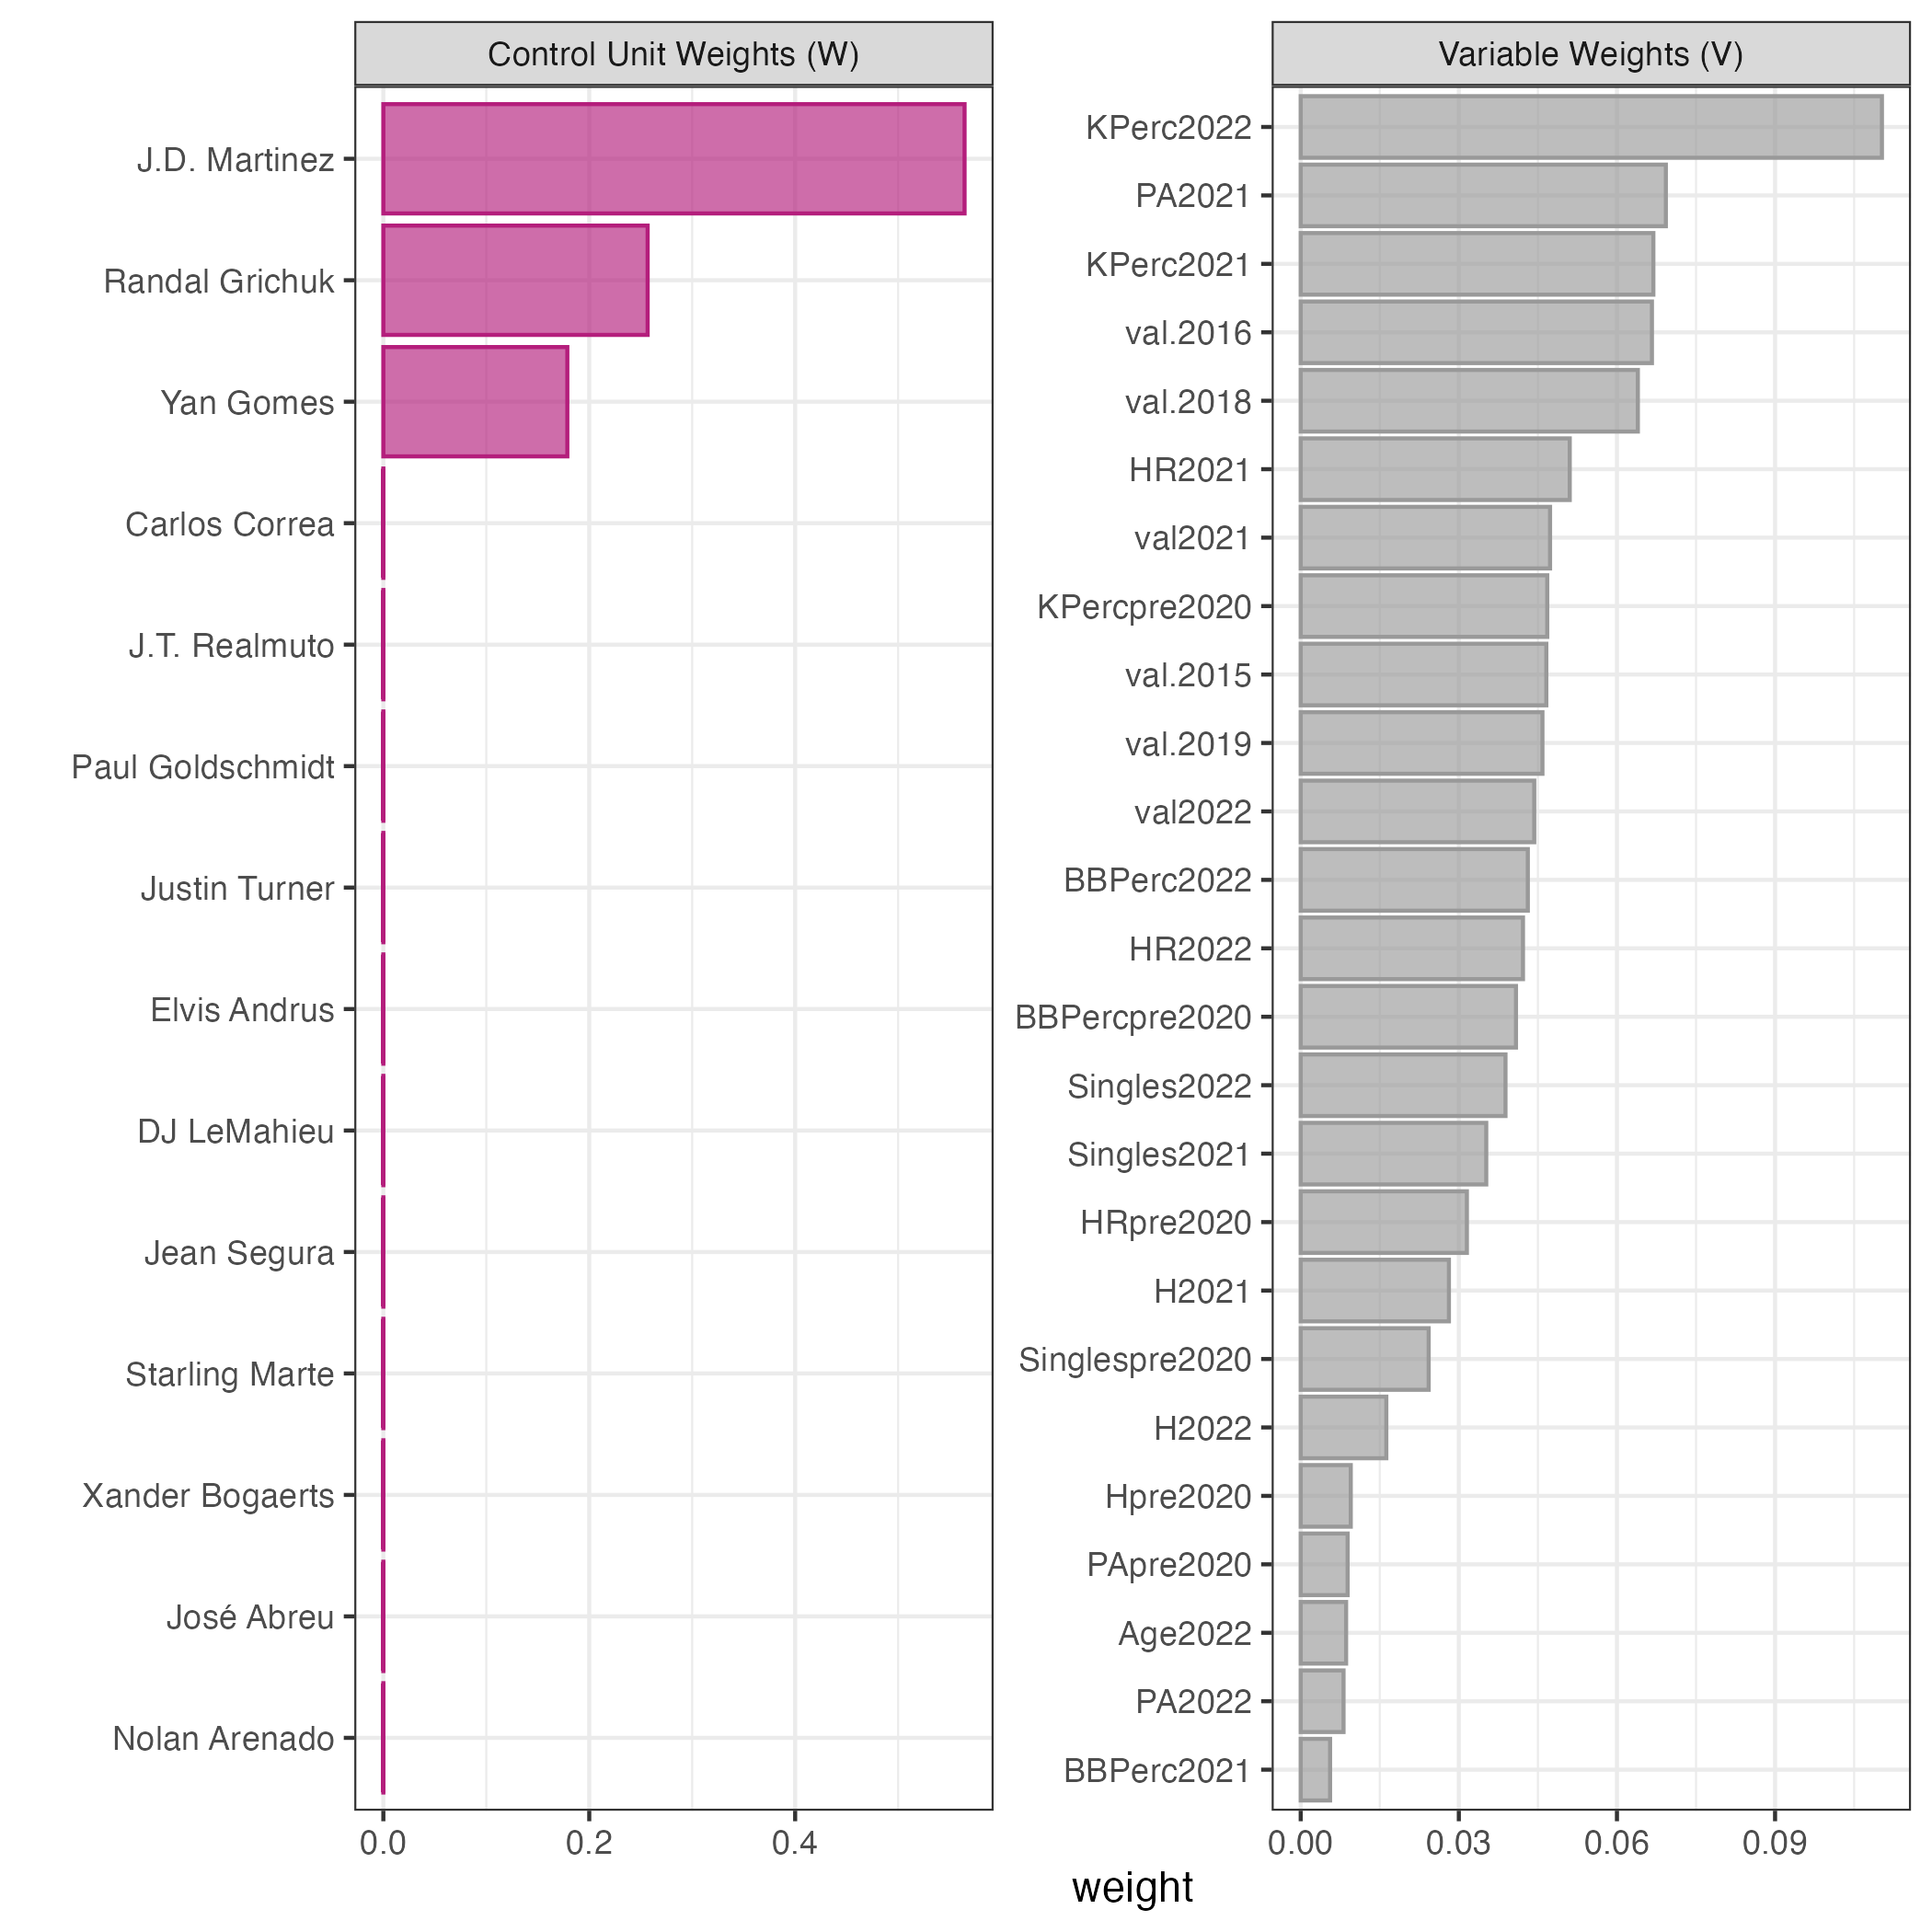 Control Unit Weights (W)
J.D. Martinez
Randal Grichuk
Yan Gomes
Carlos Correa
J.T. Realmuto
Paul Goldschmidt
Justin Turner
Elvis Andrus
DJ LeMahieu
Jean Segura
Starling Marte
Xander Bogaerts
José Abreu
Nolan Arenado
0.0 0.2 0.4
Variable Weights (V)
KPerc2022
PA2021
KPerc2021
val.2016
val.2018
HR2021
val2021
KPercpre2020
val.2015
val.2019
val2022
BBPerc2022
HR2022
BBPercpre2020
Singles2022
Singles2021
HRpre2020
H2021
Singlespre2020
H2022
Hpre2020
PApre2020
Age2022
PA2022
BBPerc2021
0.00 0.03 0.06 0.09
weight